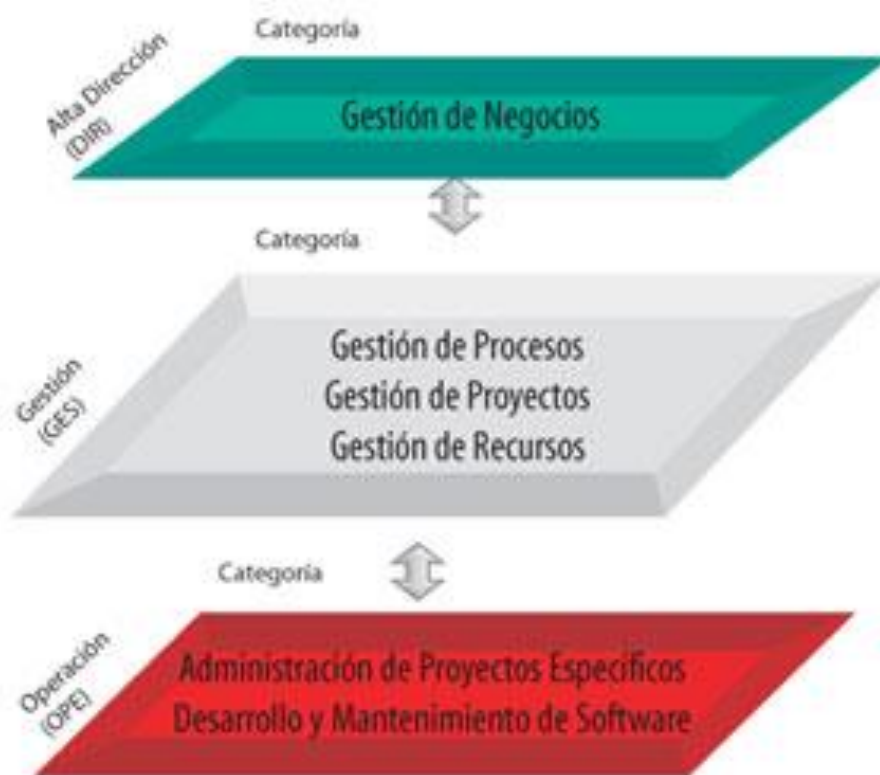 Categoría
Alta Dirección
(DIR)
Gestión de Negocios
Categoría
Gestión
(GES)
Gestión de Procesos
Gestión de Proyectos
Gestión de Recursos
Categoría
Operación
(OPE)
Administración de Proyectos Específicos
Desarrollo y Mantenimiento de Software